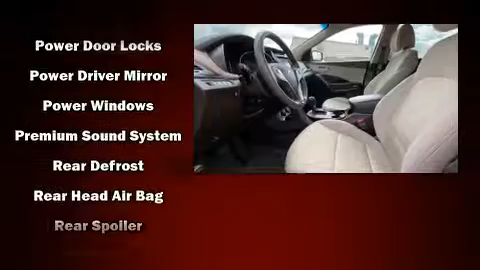 Power Door Locks
Power Driver Mirror
Power Windows
Premium Sound System
Rear Defrost
Rear Head Air Bag
Rear Spoiler